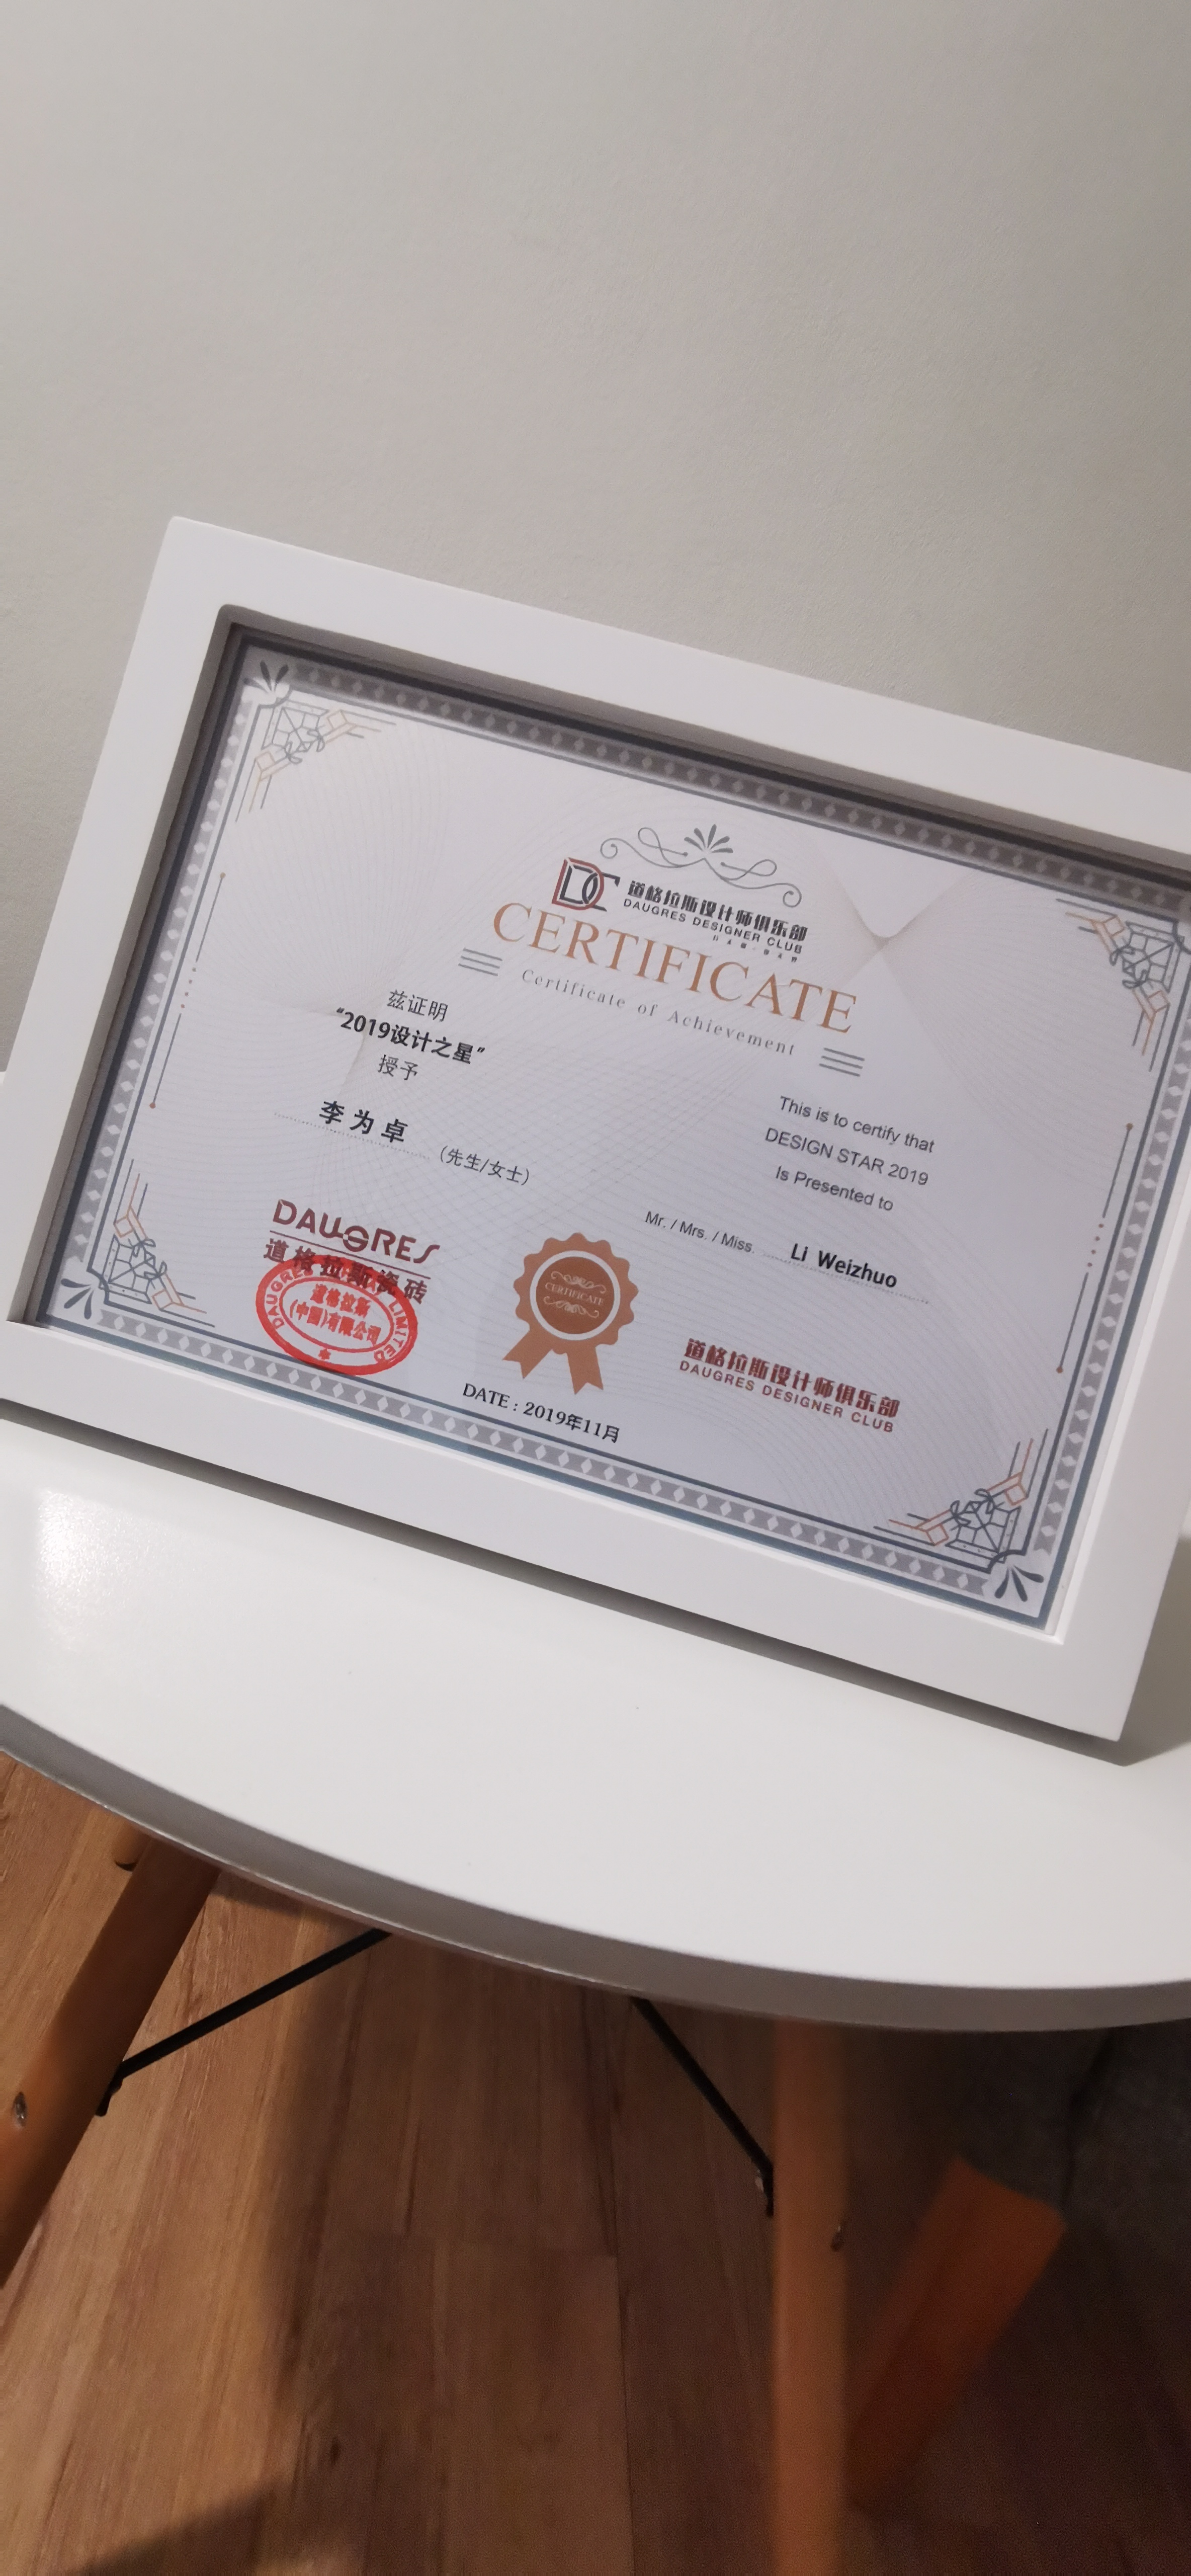 DC
道格拉斯设计师俱乐部
DAUGRES DESIGNER CLUB
CERTIFICATE
Certificate of Achievement
兹证明
“2019设计之星”
授予
李为卓 (先生/女士)
This is to certify that
DESIGN STAR 2019
Is Presented to
Mr. / Mrs. / Miss. Li Weizhuo
DAUGRES
道格拉斯瓷砖
道格拉斯
(中国)有限公司
CERTIFICATE
道格拉斯设计师俱乐部
DAUGRES DESIGNER CLUB
DATE : 2019年11月